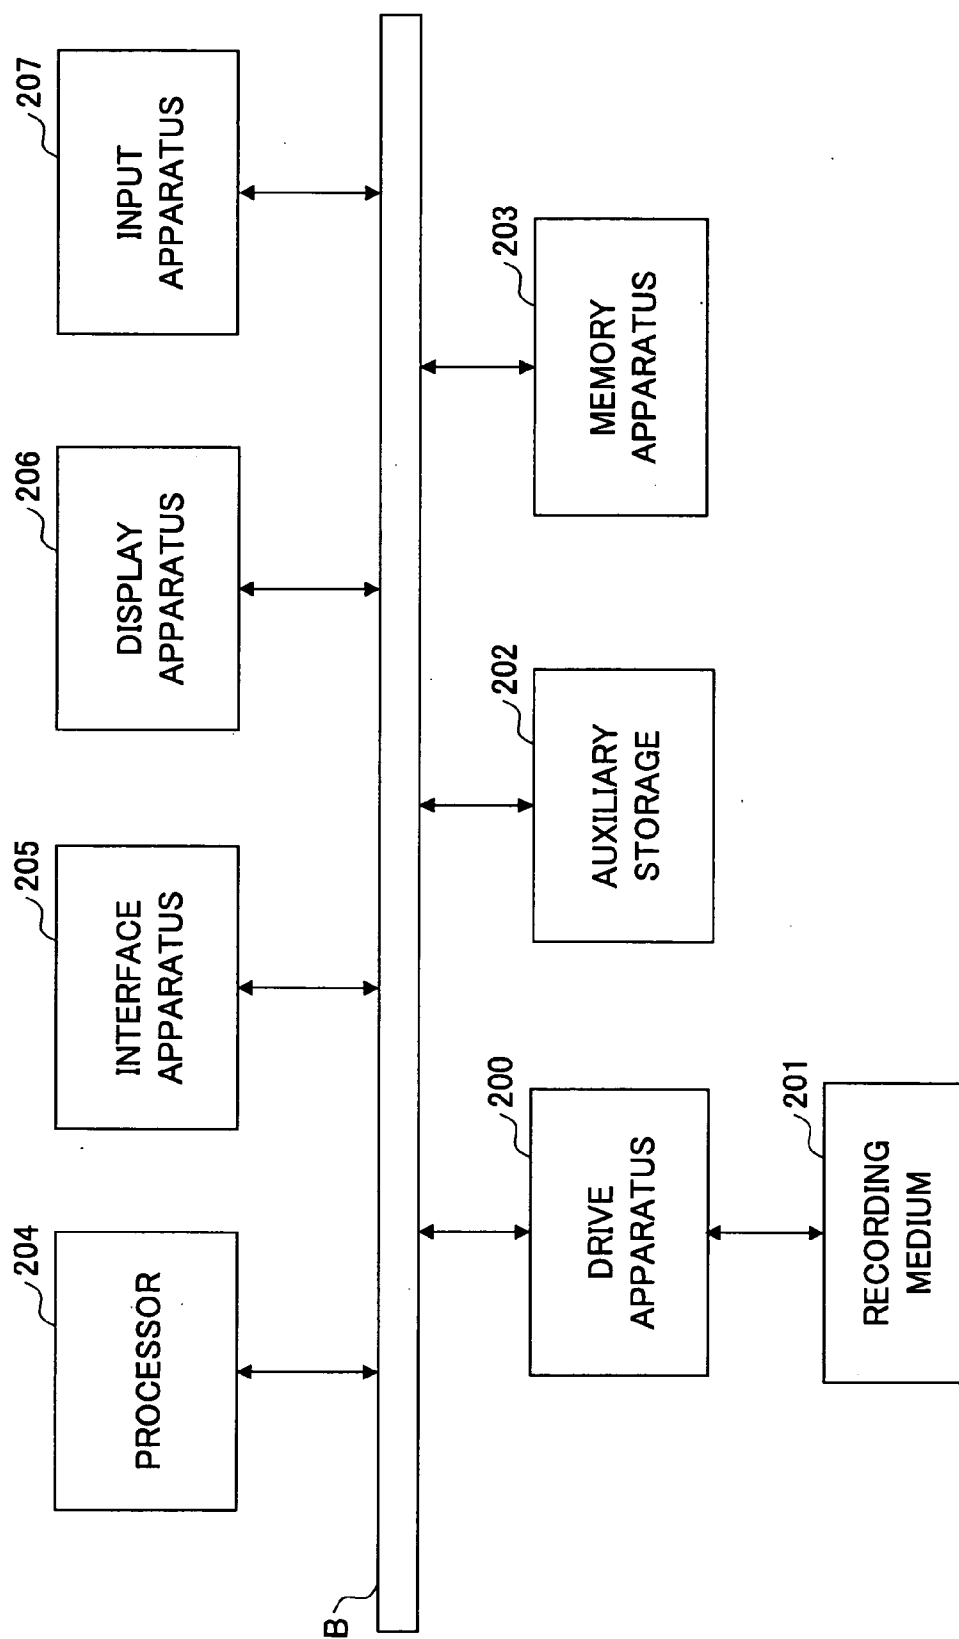 204
PROCESSOR
205
INTERFACE
APPARATUS
206
DISPLAY
APPARATUS
207
INPUT
APPARATUS
B
200
DRIVE
APPARATUS
202
AUXILIARY
STORAGE
203
MEMORY
APPARATUS
201
RECORDING
MEDIUM